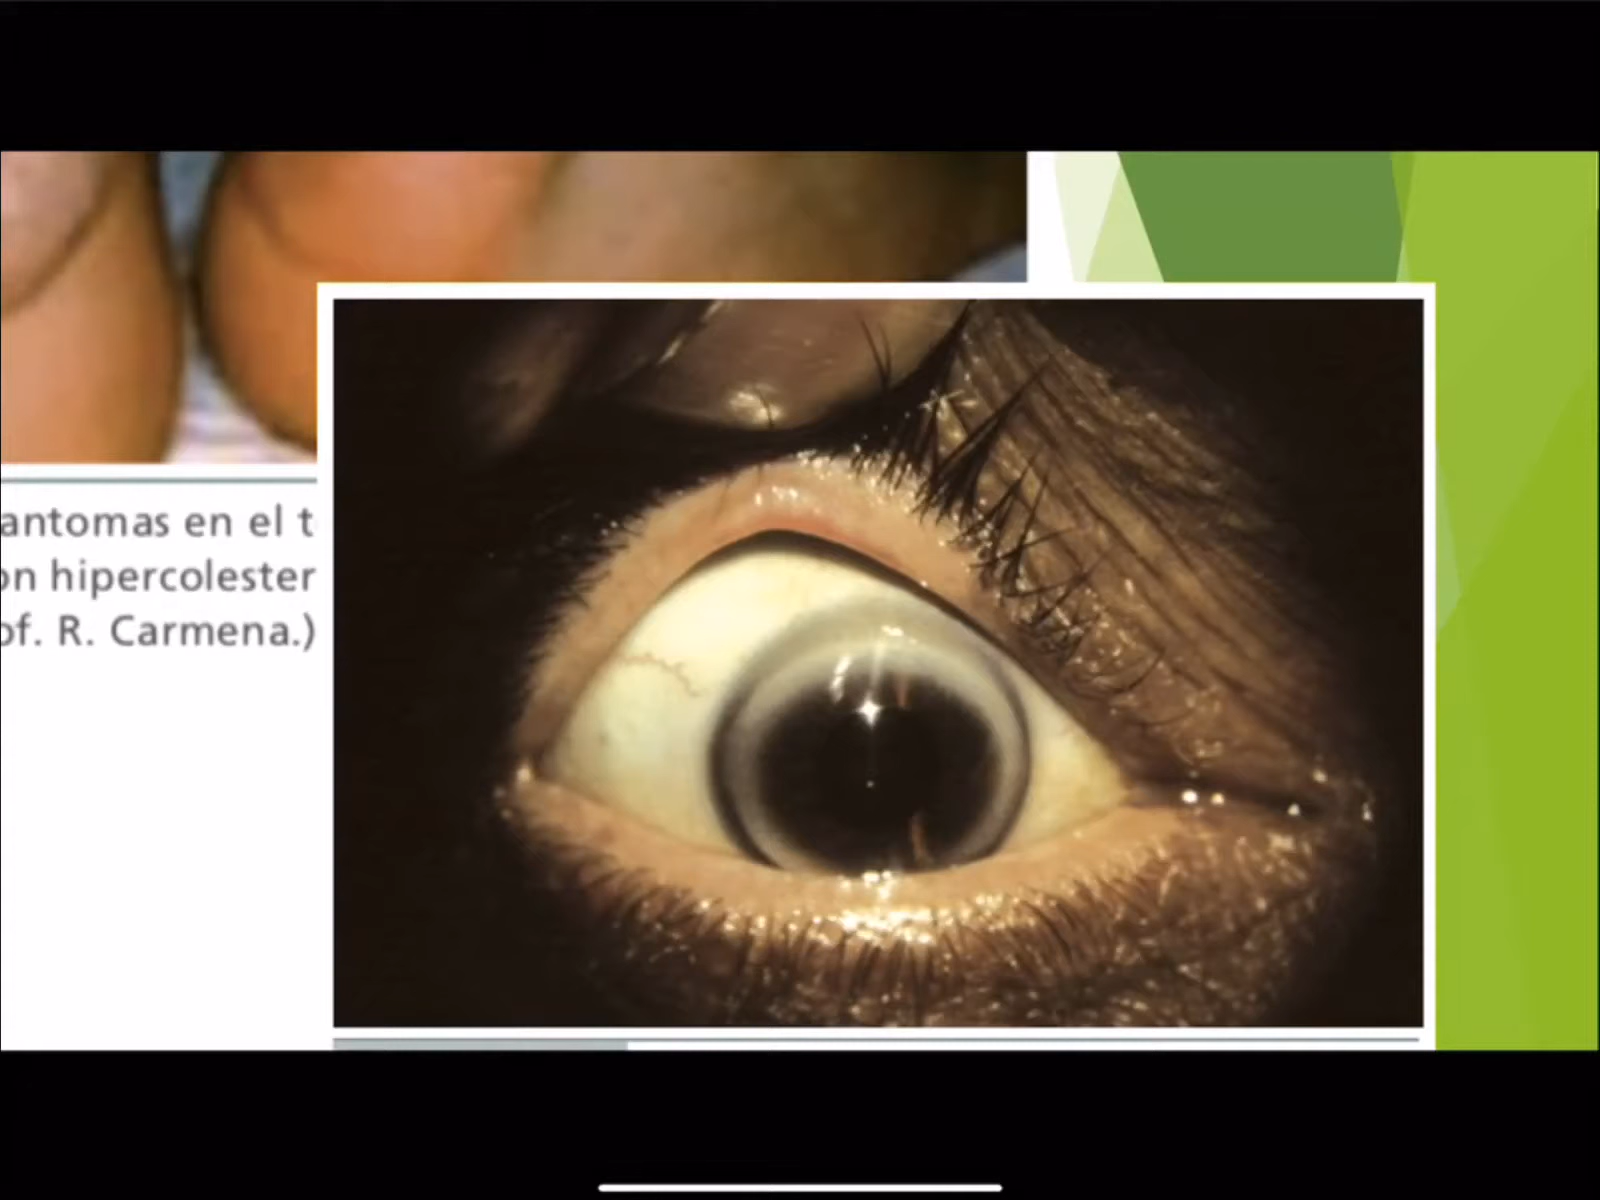 antomas en el t
on hipercolester
of. R. Carmena.)